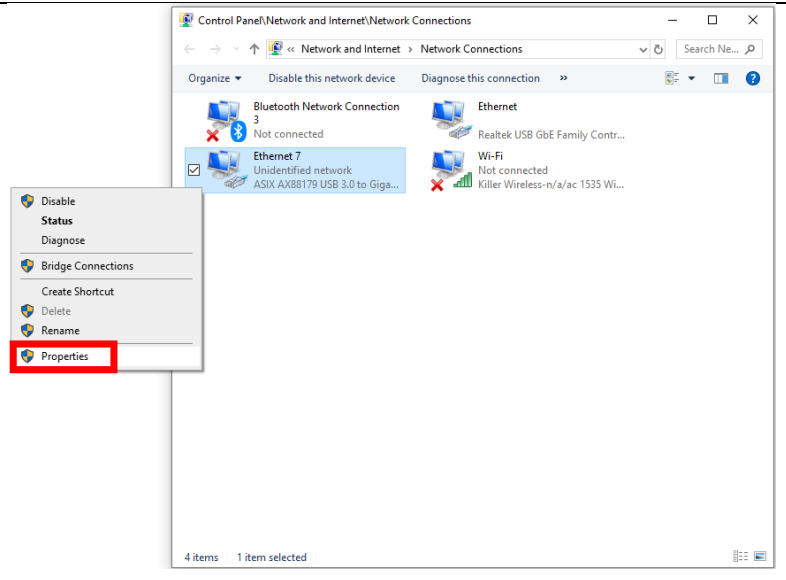 Control Panel\Network and Internet\Network Connections
« Network and Internet > Network Connections
Search Ne...
Organize
Disable this network device
Diagnose this connection
»
Bluetooth Network Connection
3
Not connected
Ethernet
Realtek USB GbE Family Contr...
Ethernet 7
Unidentified network
ASIX AX88179 USB 3.0 to Giga...
Wi-Fi
Not connected
Killer Wireless-n/a/ac 1535 Wi...
Disable
Status
Diagnose
Bridge Connections
Create Shortcut
Delete
Rename
Properties
4 items
1 item selected